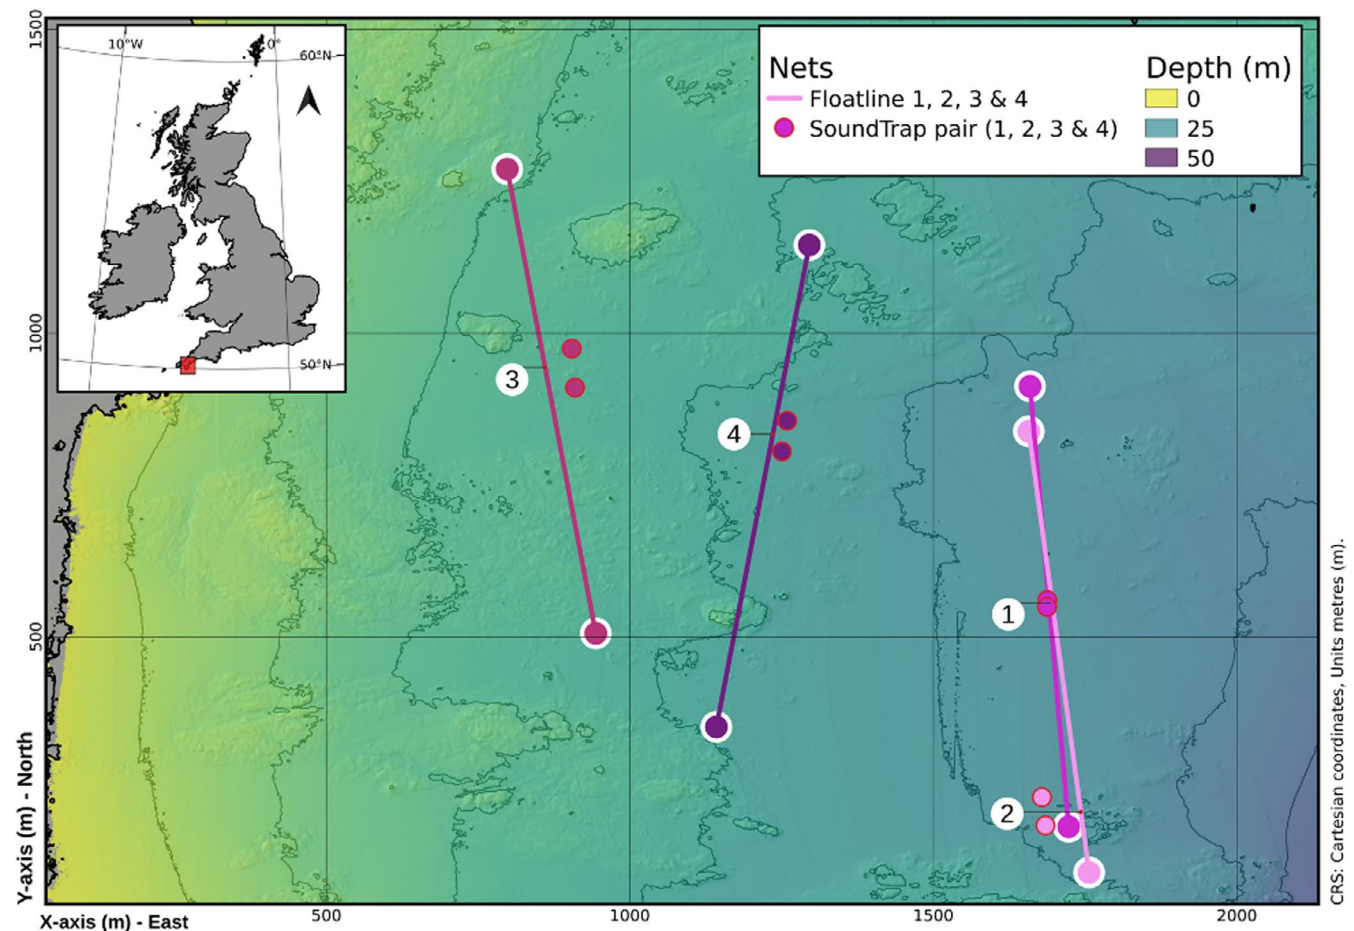 1500
10°W
0°
60°N
50°N
Nets
Floatline 1, 2, 3 & 4
SoundTrap pair (1, 2, 3 & 4)
Depth (m)
0
25
50
1000
3
4
1
500
2
Y-axis (m) - North
X-axis (m) - East
500
1000
1500
2000
CRS: Cartesian coordinates, Units metres (m).